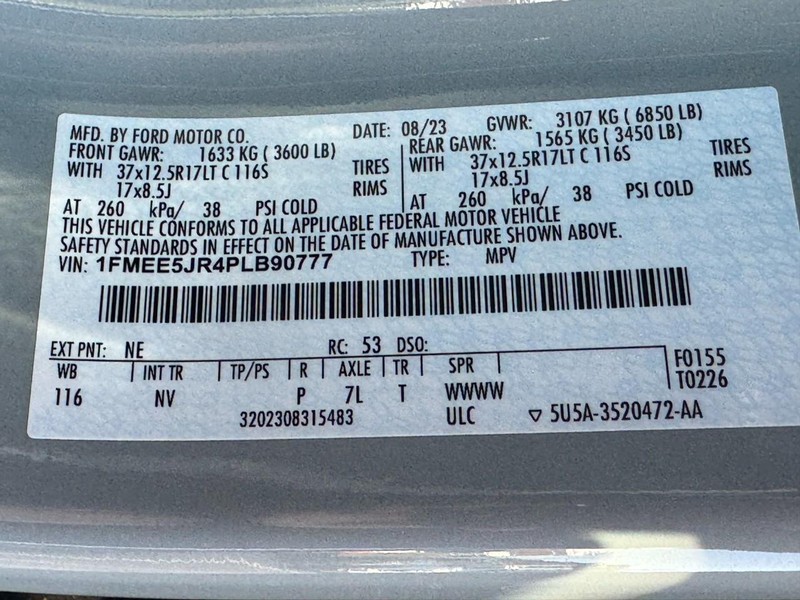 MFD. BY FORD MOTOR CO. DATE: 08/23 GVWR: 3107 KG ( 6850 LB)
FRONT GAWR: 1633 KG ( 3600 LB) REAR GAWR: 1565 KG ( 3450 LB)
WITH 37x12.5R17LT C 116S TIRES WITH 37x12.5R17LT C 116S TIRES
17x8.5J RIMS 17x8.5J RIMS
AT 260 kPa/ 38 PSI COLD AT 260 kPa/ 38 PSI COLD
THIS VEHICLE CONFORMS TO ALL APPLICABLE FEDERAL MOTOR VEHICLE
SAFETY STANDARDS IN EFFECT ON THE DATE OF MANUFACTURE SHOWN ABOVE.
VIN: 1FMEE5JR4PLB90777 TYPE: MPV
EXT PNT: NE RC: 53 DSO:
WB INT TR TP/PS R AXLE TR SPR F0155
116 NV P 7L T WWWW T0226
3202308315483 ULC ▽ 5U5A-3520472-AA